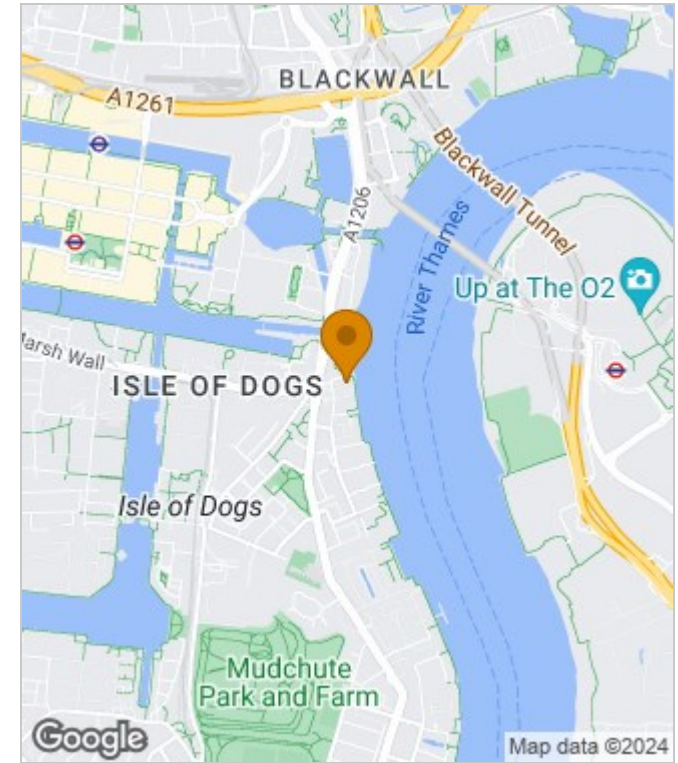 BLACKWALL
A1261
Blackwall Tunnel
A1206
River Thames
Up at The O2
Marsh Wall
ISLE OF DOGS
Isle of Dogs
Mudchute
Park and Farm
Google
Map data ©2024